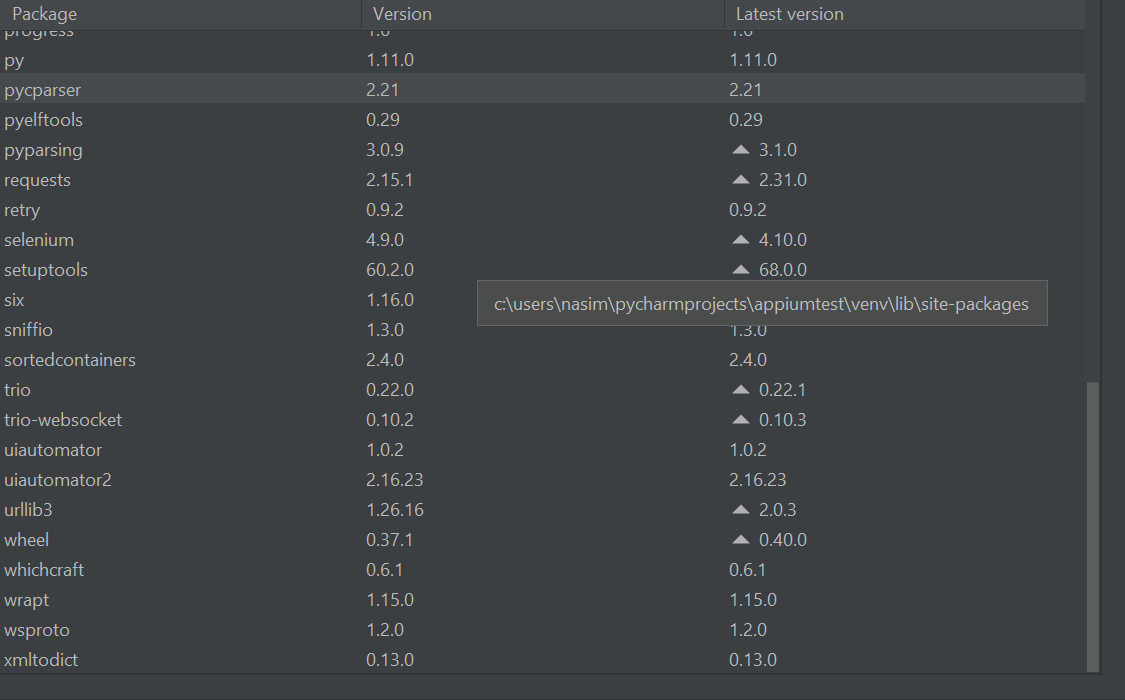 Package Version Latest version
progress 1.6 1.6
py 1.11.0 1.11.0
pycparser 2.21 2.21
pyelftools 0.29 0.29
pyparsing 3.0.9 3.1.0
requests 2.15.1 2.31.0
retry 0.9.2 0.9.2
selenium 4.9.0 4.10.0
setuptools 60.2.0 68.0.0
six 1.16.0
c:\users\nasim\pycharmprojects\appiumtest\venv\lib\site-packages
sniffio 1.3.0 1.3.0
sortedcontainers 2.4.0 2.4.0
trio 0.22.0 0.22.1
trio-websocket 0.10.2 0.10.3
uiautomator 1.0.2 1.0.2
uiautomator2 2.16.23 2.16.23
urllib3 1.26.16 2.0.3
wheel 0.37.1 0.40.0
whichcraft 0.6.1 0.6.1
wrapt 1.15.0 1.15.0
wsproto 1.2.0 1.2.0
xmltodict 0.13.0 0.13.0